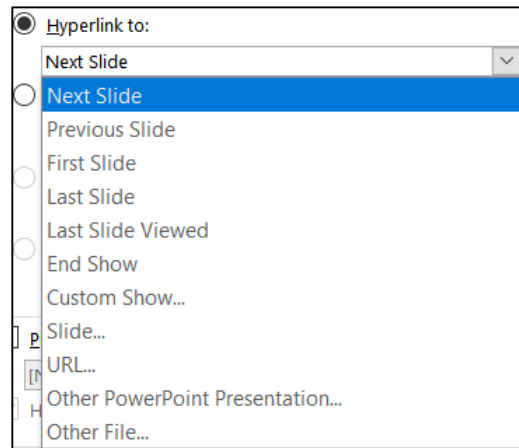 Hyperlink to:
Next Slide
Next Slide
Previous Slide
First Slide
Last Slide
Last Slide Viewed
End Show
Custom Show...
Slide...
URL...
Other PowerPoint Presentation...
Other File...